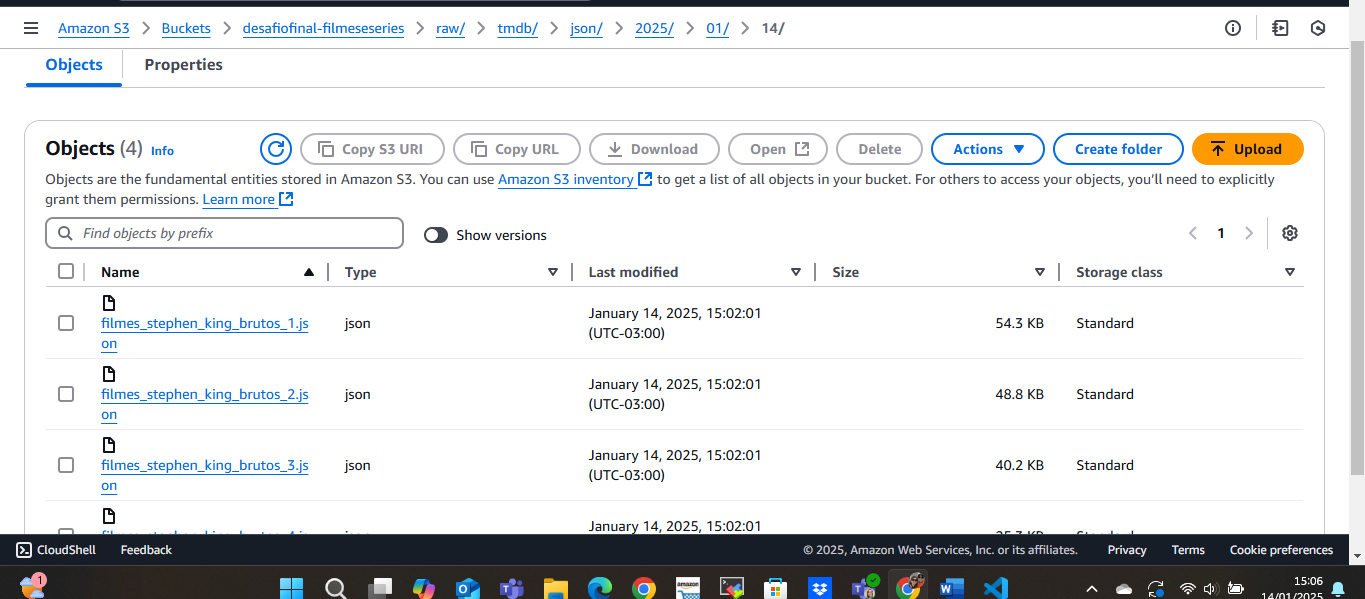 Amazon S3 > Buckets > desafiofinal-filmeseseries > raw/ > tmdb/ > json/ > 2025/ > 01/ > 14/
Objects Properties
Objects (4) Info Copy S3 URI Copy URL Download Open Delete Actions Create folder Upload
Objects are the fundamental entities stored in Amazon S3. You can use Amazon S3 inventory to get a list of all objects in your bucket. For others to access your objects, you'll need to explicitly
grant them permissions. Learn more
Find objects by prefix Show versions 1
Name Type Last modified Size Storage class
filmes_stephen_king_brutos_1.js
on
json
January 14, 2025, 15:02:01
(UTC-03:00)
54.3 KB
Standard
filmes_stephen_king_brutos_2.js
on
json
January 14, 2025, 15:02:01
(UTC-03:00)
48.8 KB
Standard
filmes_stephen_king_brutos_3.js
on
json
January 14, 2025, 15:02:01
(UTC-03:00)
40.2 KB
Standard
January 14, 2025, 15:02:01
CloudShell Feedback © 2025, Amazon Web Services, Inc. or its affiliates. Privacy Terms Cookie preferences
1
amazon
15:06
14/01/2025